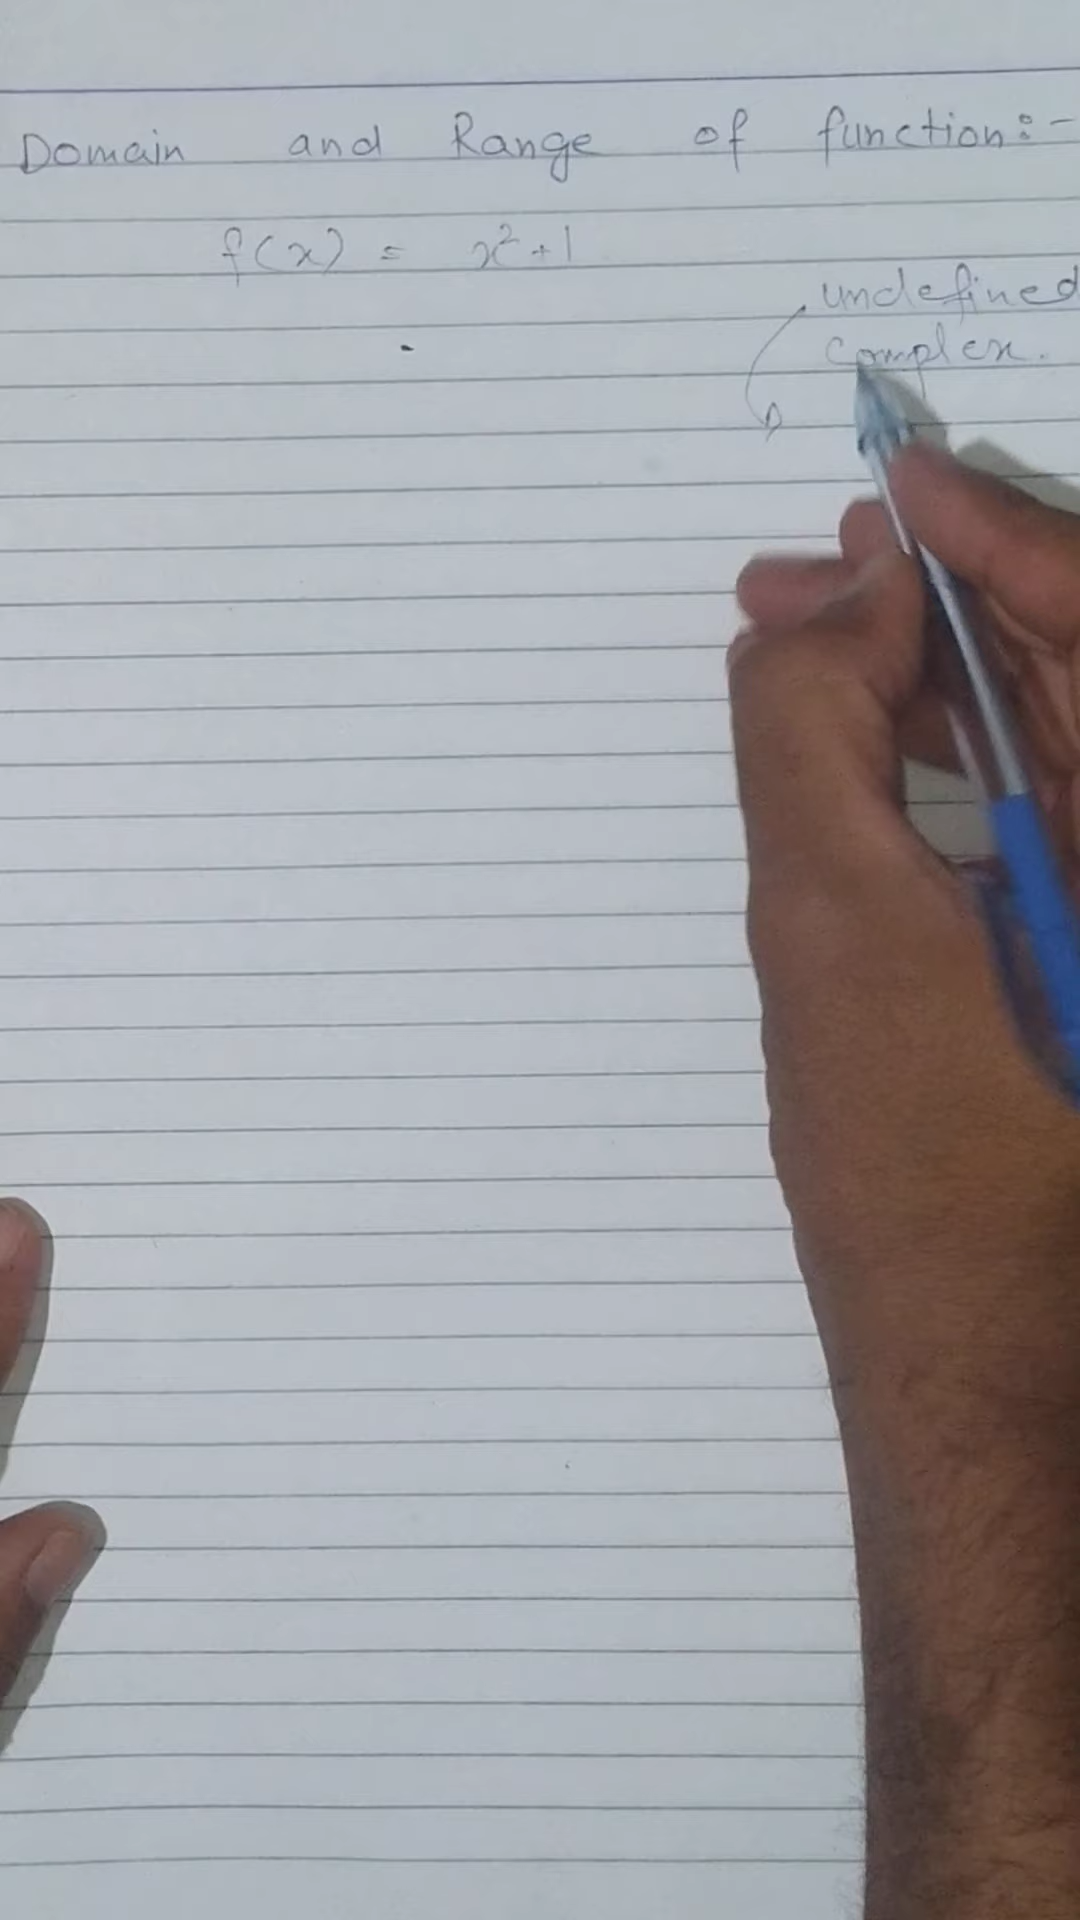 Domain and Range of function:-
f(x) = x²+1
undefined
complex.